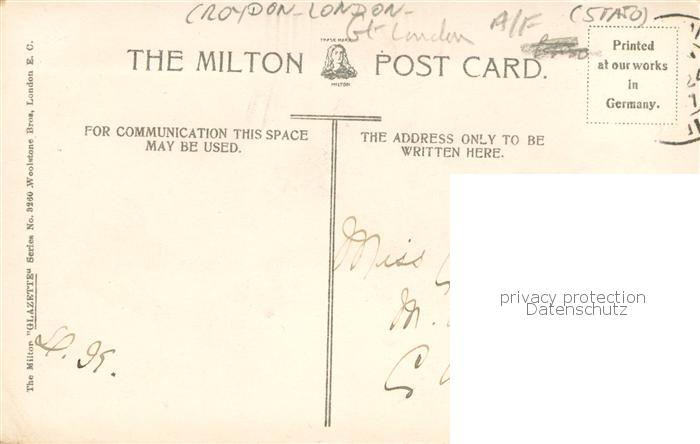 CROYDON-LONDON-
Gt London
A/F
(STATO)
THE MILTON POST CARD.
TRADE MARK
MILTON
Printed
at our works
in
Germany.
FOR COMMUNICATION THIS SPACE
MAY BE USED.
THE ADDRESS ONLY TO BE
WRITTEN HERE.
The Milton "GLAZETTE" Series No. 3260 Woolstone Bros, London E. C.
Miss
M.
privacy protection
Datenschutz